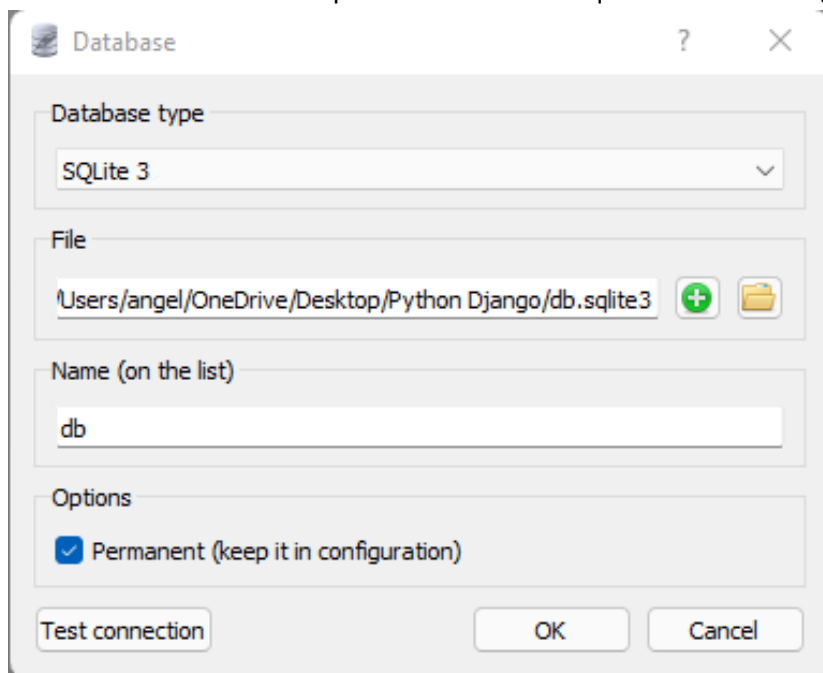 Database
Database type
SQLite 3
File
/Users/angel/OneDrive/Desktop/Python Django/db.sqlite3
Name (on the list)
db
Options
Permanent (keep it in configuration)
Test connection OK Cancel